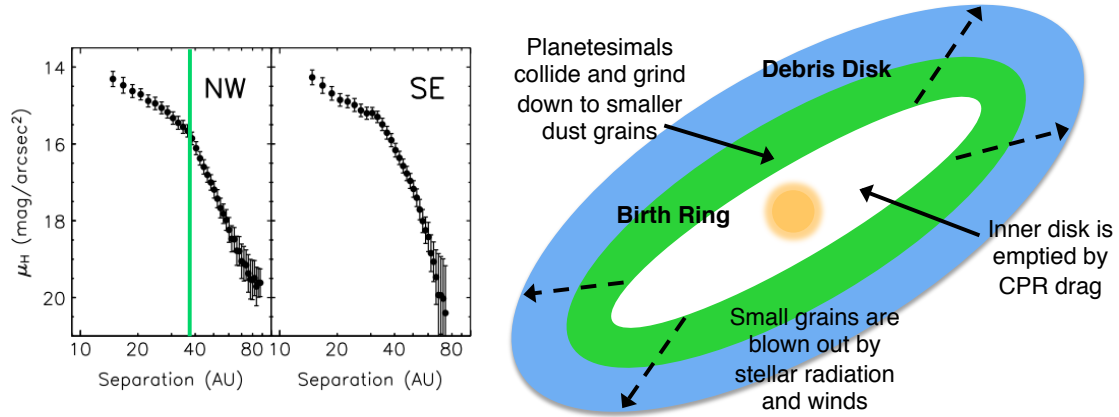 NW
SE
14
16
18
20
μH (mag/arcsec²)
10
20
40
80
10
20
40
80
Separation (AU)
Separation (AU)
Planetesimals
collide and grind
down to smaller
dust grains
Debris Disk
Birth Ring
Inner disk is
emptied by
CPR drag
Small grains are
blown out by
stellar radiation
and winds